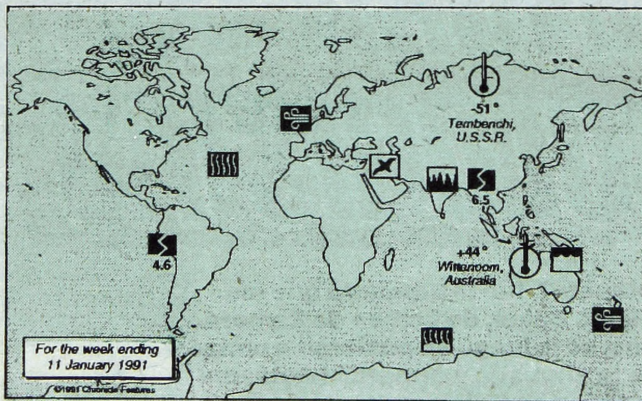 -51°
Tembenchi,
U.S.S.R.
6.5
4.6
+44°
Wittenoom,
Australia
For the week ending
11 January 1991
©1991 Chronicle Features